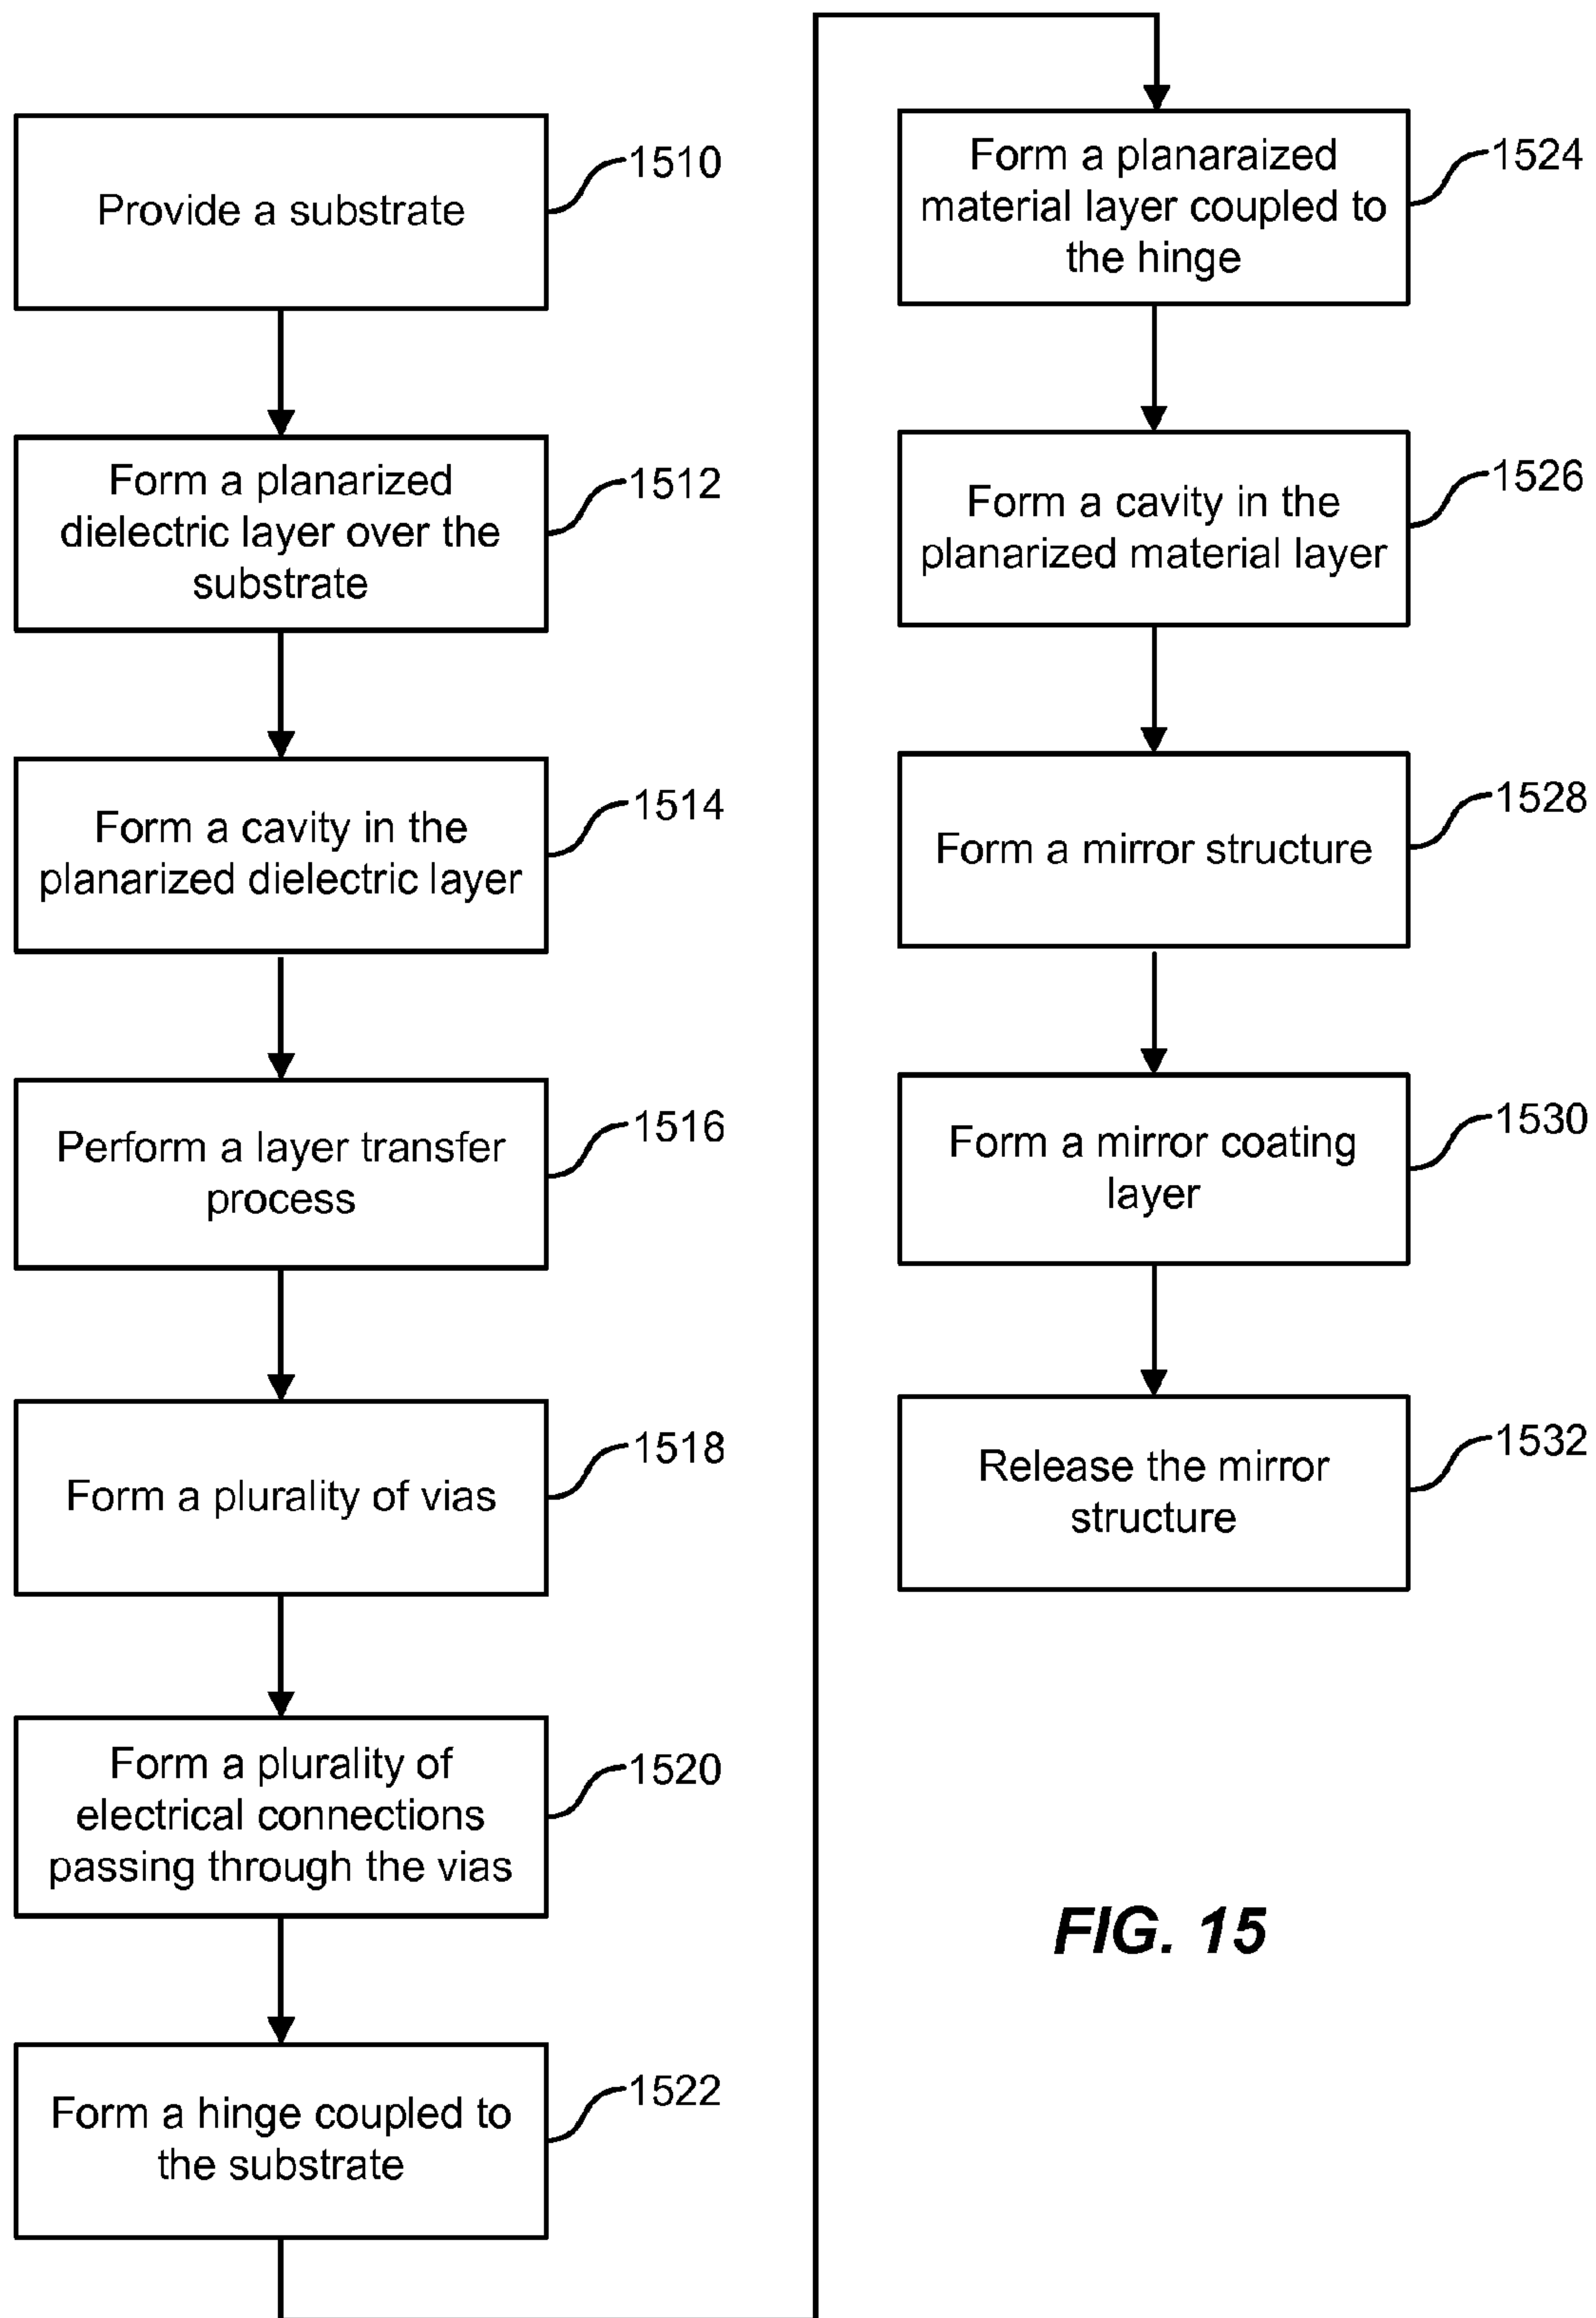 Provide a substrate
1510
Form a planarized
dielectric layer over the
substrate
1512
Form a cavity in the
planarized dielectric layer
1514
Perform a layer transfer
process
1516
Form a plurality of vias
1518
Form a plurality of
electrical connections
passing through the vias
1520
Form a hinge coupled to
the substrate
1522
Form a planaraized
material layer coupled to
the hinge
1524
Form a cavity in the
planarized material layer
1526
Form a mirror structure
1528
Form a mirror coating
layer
1530
Release the mirror
structure
1532
FIG. 15